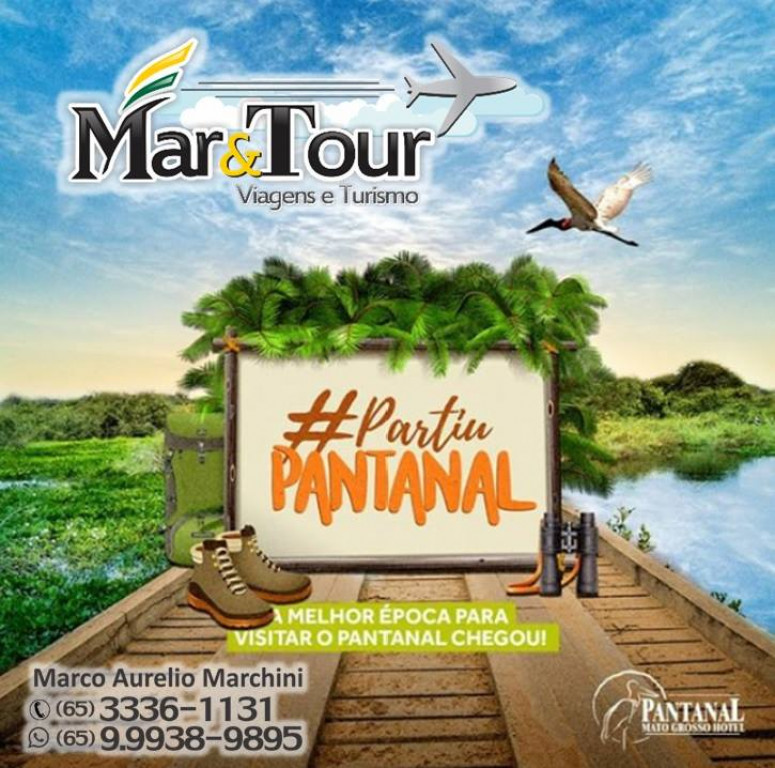 Mar&Tour
Viagens e Turismo
#Partiu
PANTANAL
A MELHOR ÉPOCA PARA
VISITAR O PANTANAL CHEGOU!
Marco Aurelio Marchini
(65) 3336-1131
(65) 9.9938-9895
PANTANAL
MATO GROSSO HOTEL